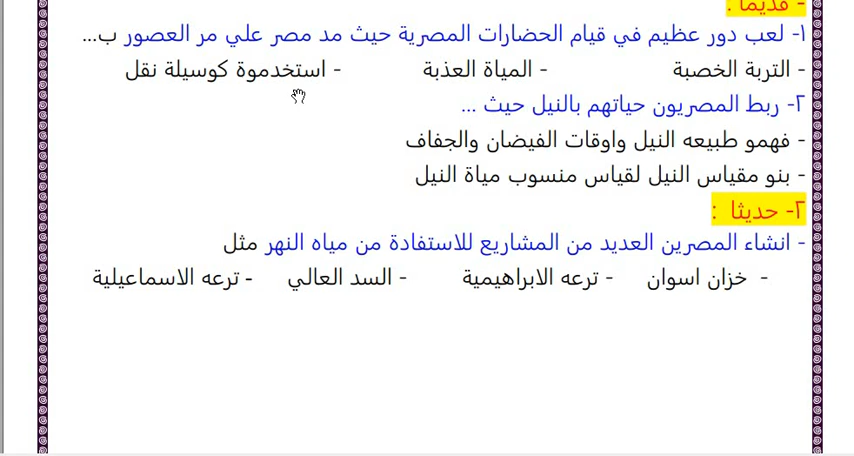 - قديما :
١- لعب دور عظيم في قيام الحضارات المصرية حيث مد مصر علي مر العصور ب...
- التربة الخصبة - المياة العذبة - استخدموة كوسيلة نقل
٢- ربط المصريون حياتهم بالنيل حيث ...
- فهمو طبيعه النيل واوقات الفيضان والجفاف
- بنو مقياس النيل لقياس منسوب مياة النيل
٢- حديثا :
- انشاء المصرين العديد من المشاريع للاستفادة من مياه النهر مثل
- خزان اسوان - ترعه الابراهيمية - السد العالي - ترعه الاسماعيلية